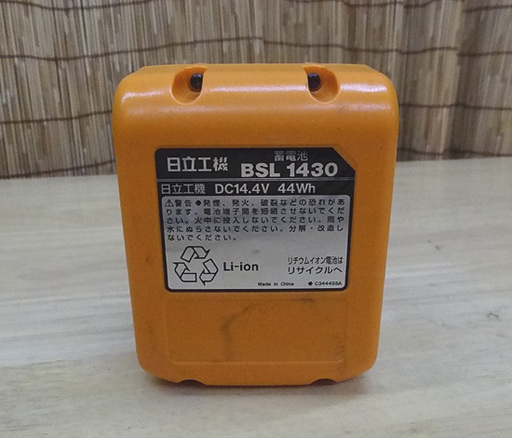 日立工機 蓄電池 BSL 1430
日立工機 DC14.4V 44Wh
⚠警告 ●発煙、発火、破裂などの恐れがあ
ります。電池端子間を短絡させないでくだ
さい。火中に投入しないでください。雨や
水にぬらさないでください。分解・改造し
ないでください。
Li-ion
リチウムイオン電池は
リサイクルへ
Made in China ● C344455A